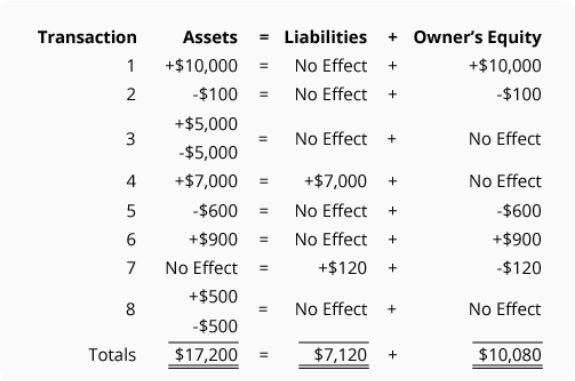 Transaction Assets = Liabilities + Owner’s Equity
1 +$10,000 = No Effect + +$10,000
2 -$100 = No Effect + -$100
+$5,000
3 = No Effect + No Effect
-$5,000
4 +$7,000 = +$7,000 + No Effect
5 -$600 = No Effect + -$600
6 +$900 = No Effect + +$900
7 No Effect = +$120 + -$120
+$500
8 = No Effect + No Effect
-$500
Totals $17,200 = $7,120 + $10,080